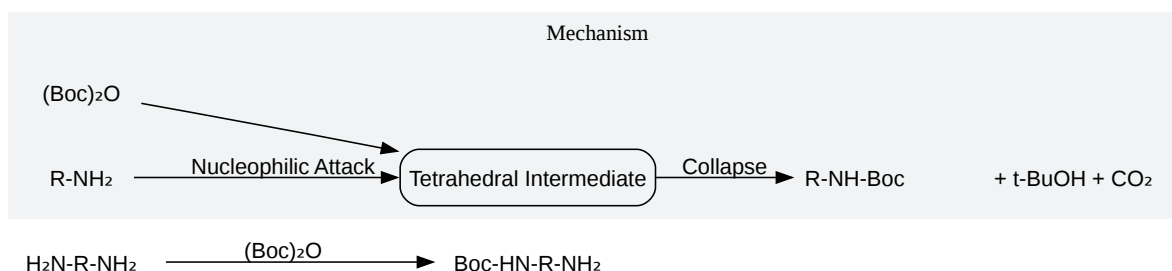 Mechanism
(Boc)₂O
R-NH₂ Nucleophilic Attack Tetrahedral Intermediate Collapse R-NH-Boc + t-BuOH + CO₂
H₂N-R-NH₂ (Boc)₂O Boc-HN-R-NH₂